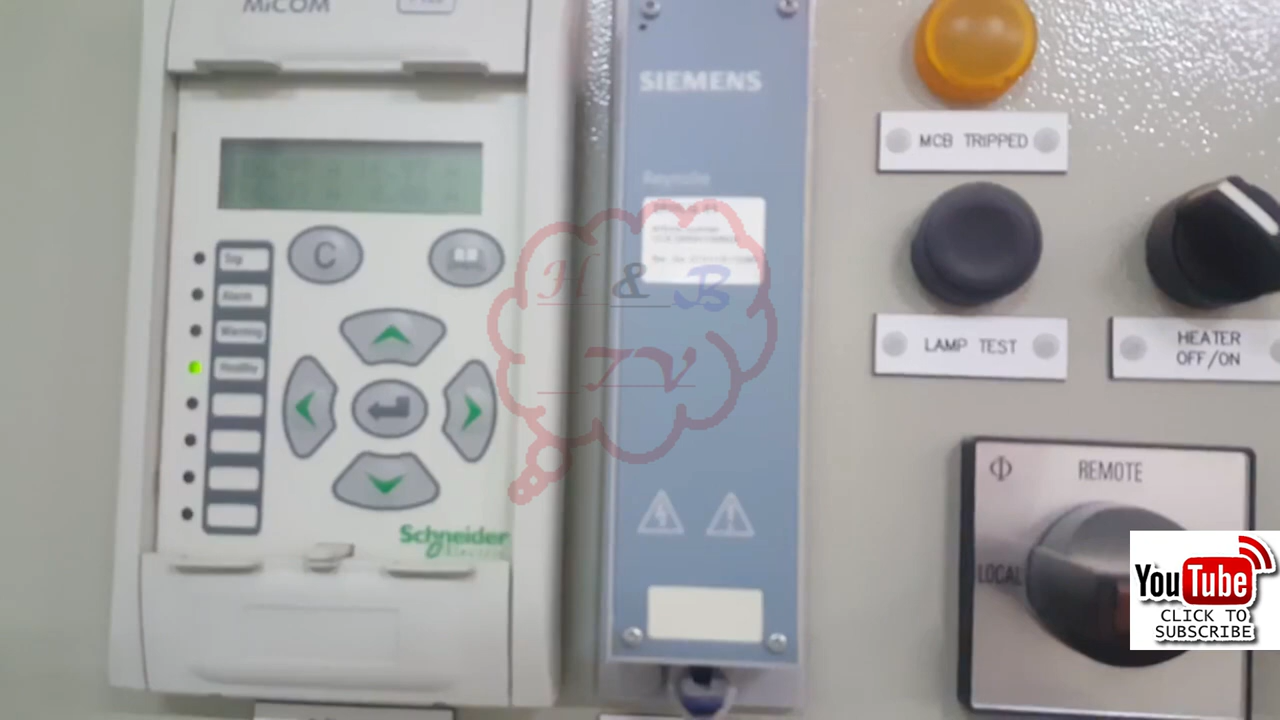 MiCOM
SIEMENS
Reyrolle
MCB TRIPPED
Trip
Alarm
Warning
Healthy
C
H & B
ZV
LAMP TEST
HEATER
OFF/ON
Schneider
Electric
REMOTE
LOCAL
YouTube
CLICK TO
SUBSCRIBE